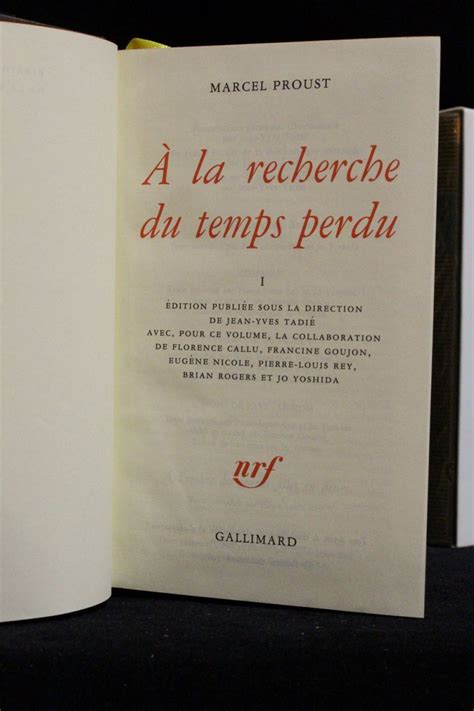 MARCEL PROUST
À la recherche
du temps perdu
I
ÉDITION PUBLIÉE SOUS LA DIRECTION
DE JEAN-YVES TADIÉ
AVEC, POUR CE VOLUME, LA COLLABORATION
DE FLORENCE CALLU, FRANCINE GOUJON,
EUGÈNE NICOLE, PIERRE-LOUIS REY,
BRIAN ROGERS ET JO YOSHIDA
nrf
GALLIMARD